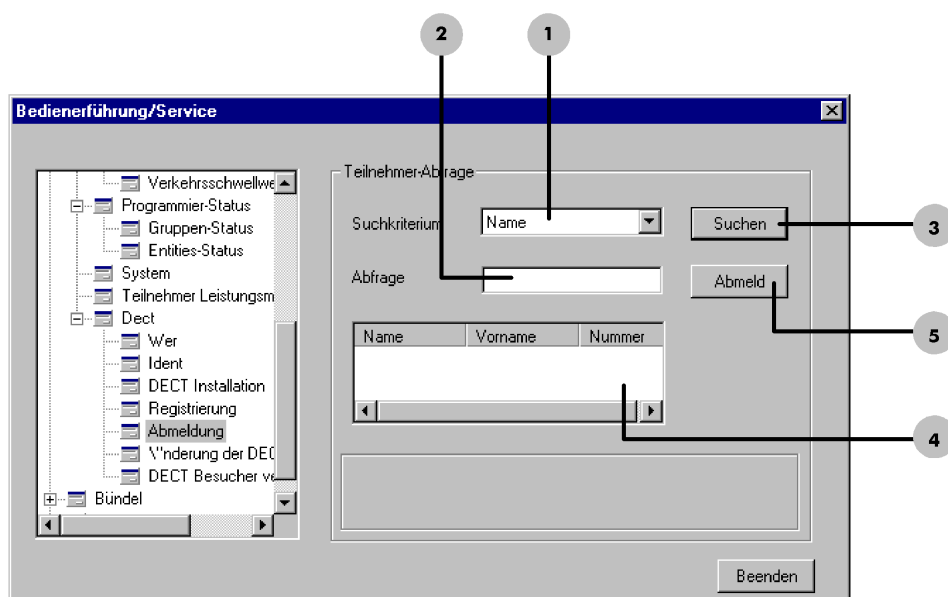 2
1
Bedienerführung/Service
Verkehrsschwellwe
Programmier-Status
Gruppen-Status
Entities-Status
System
Teilnehmer Leistungsm
Dect
Wer
Ident
DECT Installation
Registrierung
Abmeldung
\"nderung der DEC
DECT Besucher ve
Bündel
Teilnehmer-Abfrage
Suchkriterium
Name
Suchen
3
Abfrage
Abmeld
5
Name Vorname Nummer
4
Beenden